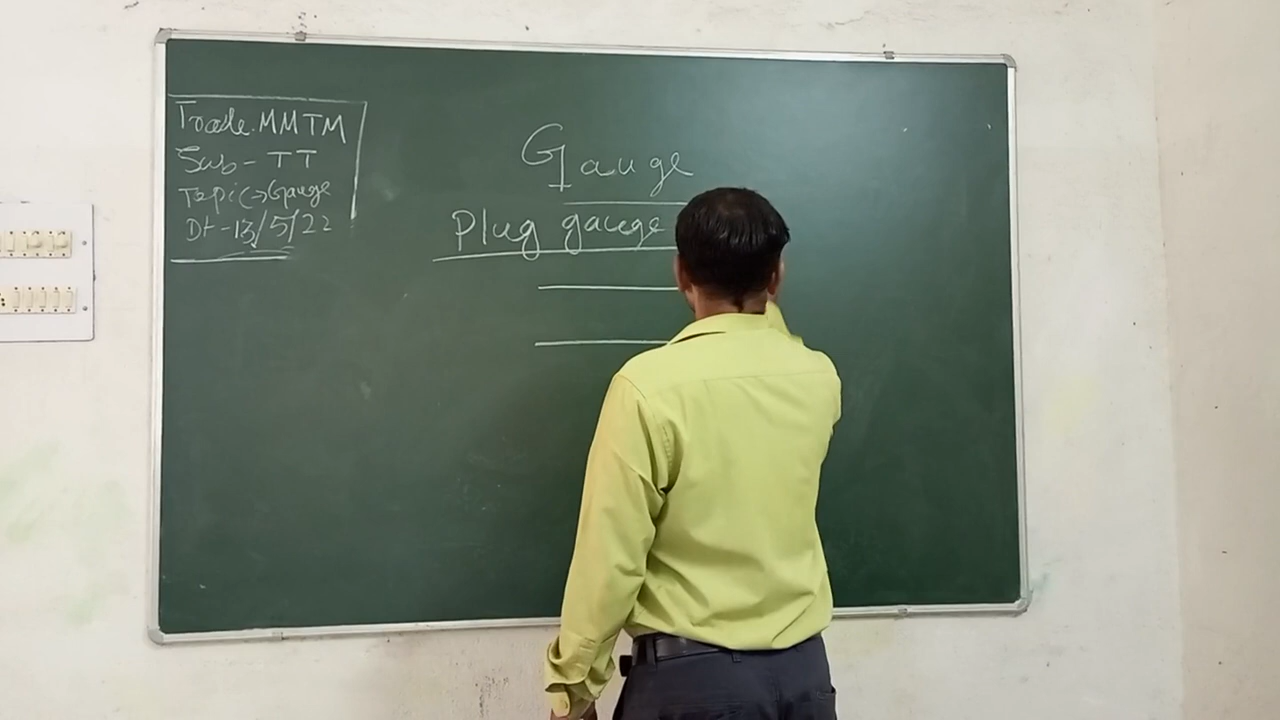 Trade. MMTM
Sub - TT
Topic → Gauge
Dt - 13/5/22
Gauge
Plug gauge